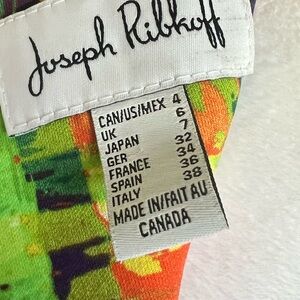 Joseph Ribkoff
CAN/US/MEX 4
UK 6
JAPAN 7
GER 32
FRANCE 34
SPAIN 36
ITALY 38
MADE IN/FAIT AU
CANADA